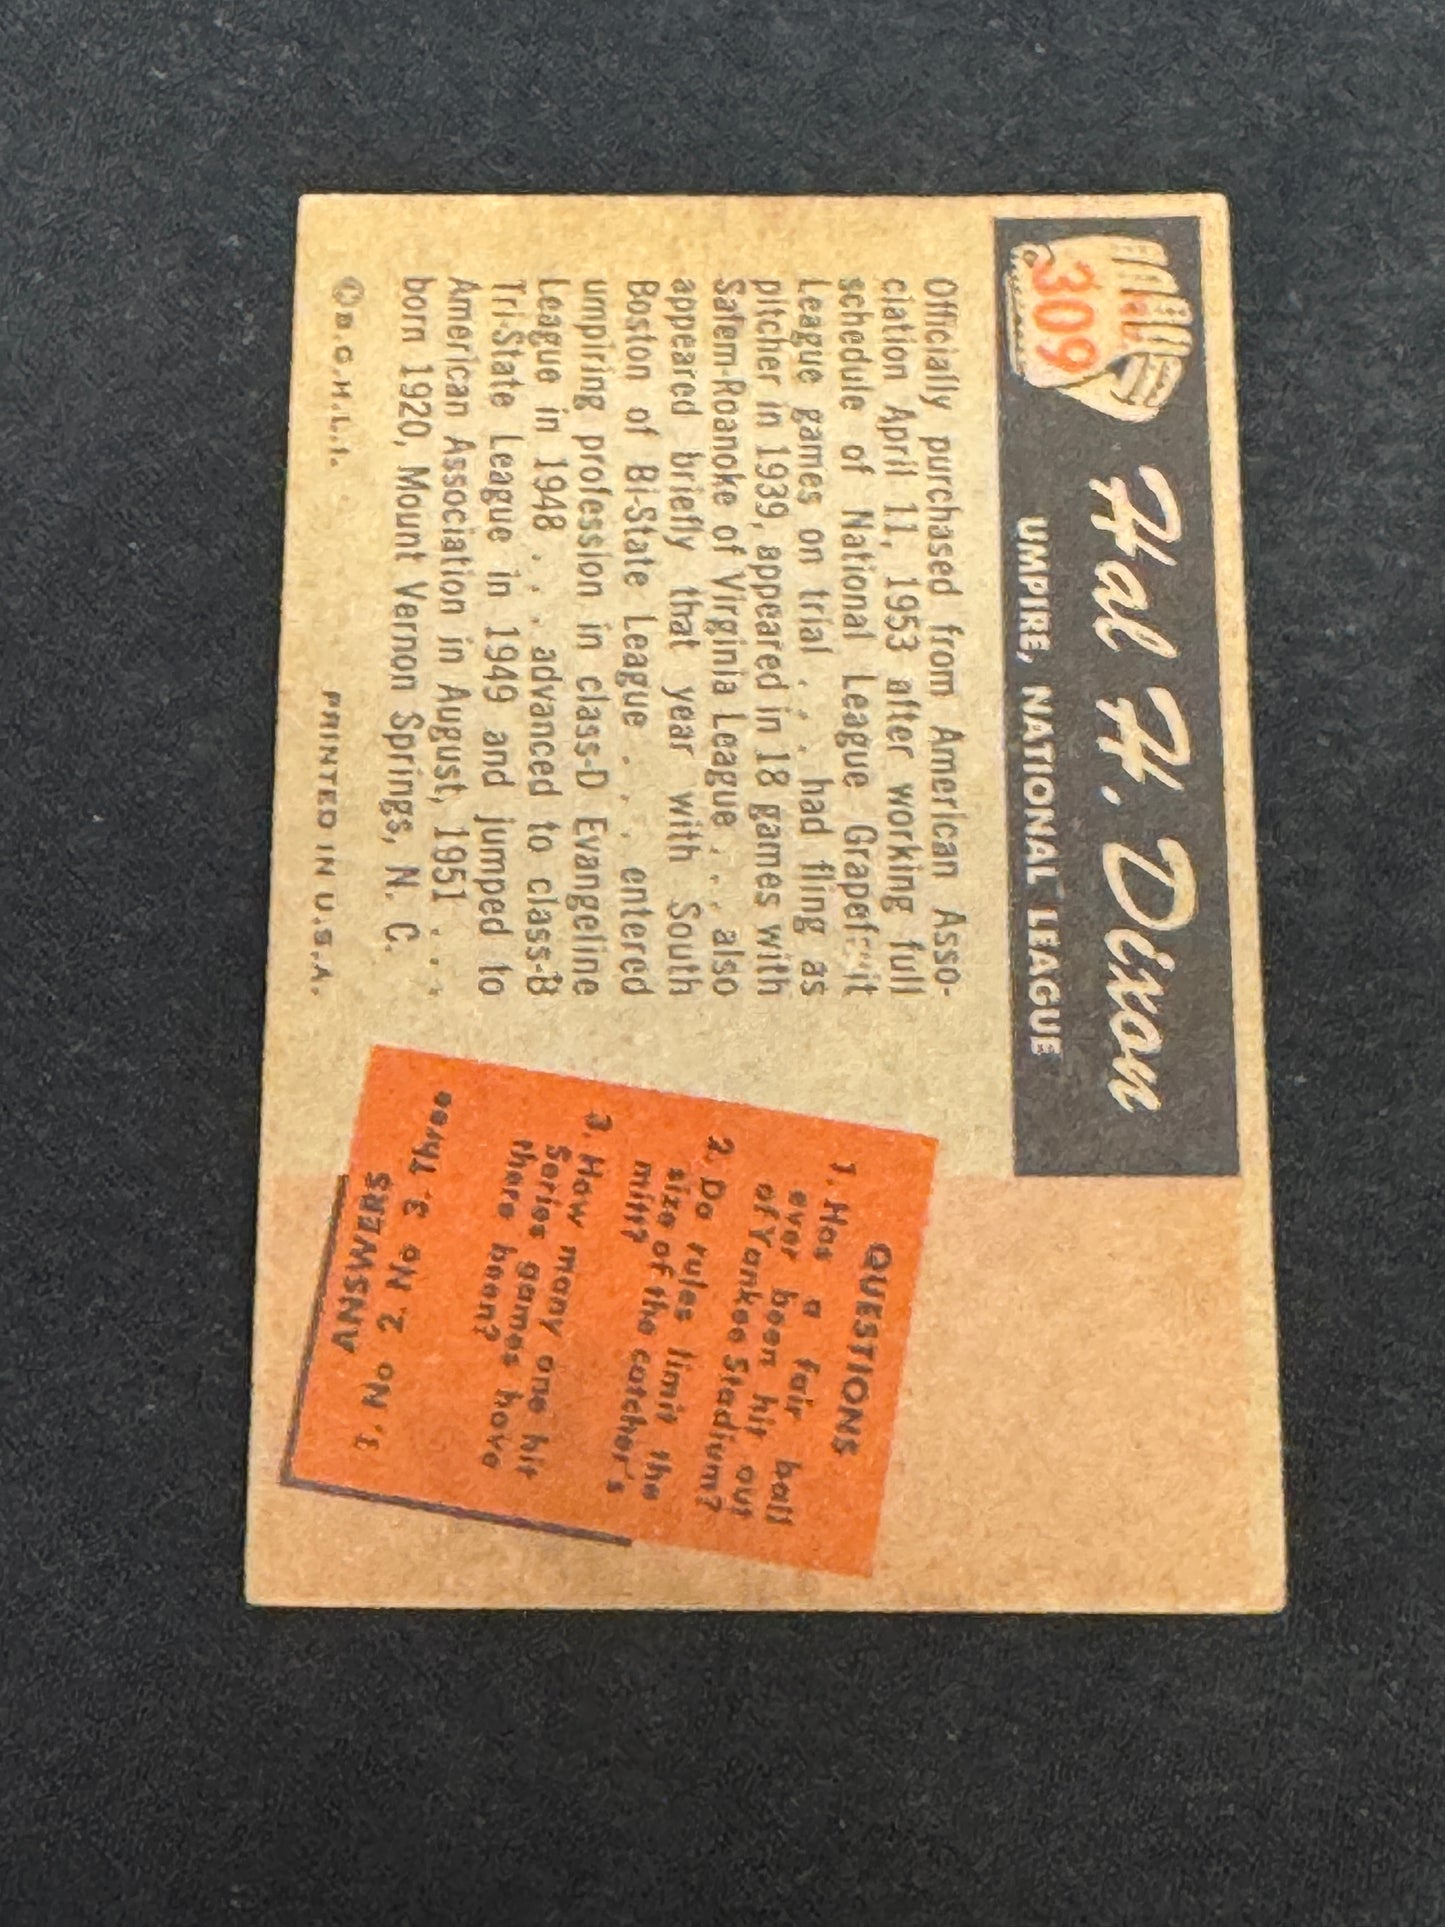 309
Hal H. Dixon
UMPIRE, NATIONAL LEAGUE
Officially purchased from American Asso-
ciation April 11, 1953 after working full
schedule of National League Grapefruit
League games on trial . . . had fling as
pitcher in 1939, appeared in 18 games with
Salem-Roanoke of Virginia League . . . also
appeared briefly that year with South
Boston of Bi-State League . . . entered
umpiring profession in class-D Evangeline
League in 1948 . . . advanced to class-B
Tri-State League in 1949 and jumped to
American Association in August, 1951 . . .
born 1920, Mount Vernon Springs, N. C.
© B.G.H.L.I.
PRINTED IN U.S.A.
QUESTIONS
1. Has a fair ball
ever been hit out
of Yankee Stadium?
2. Do rules limit the
size of the catcher's
mitt?
3. How many one hit
Series games have
there been?
ANSWERS
1. No 2 No 3 Three